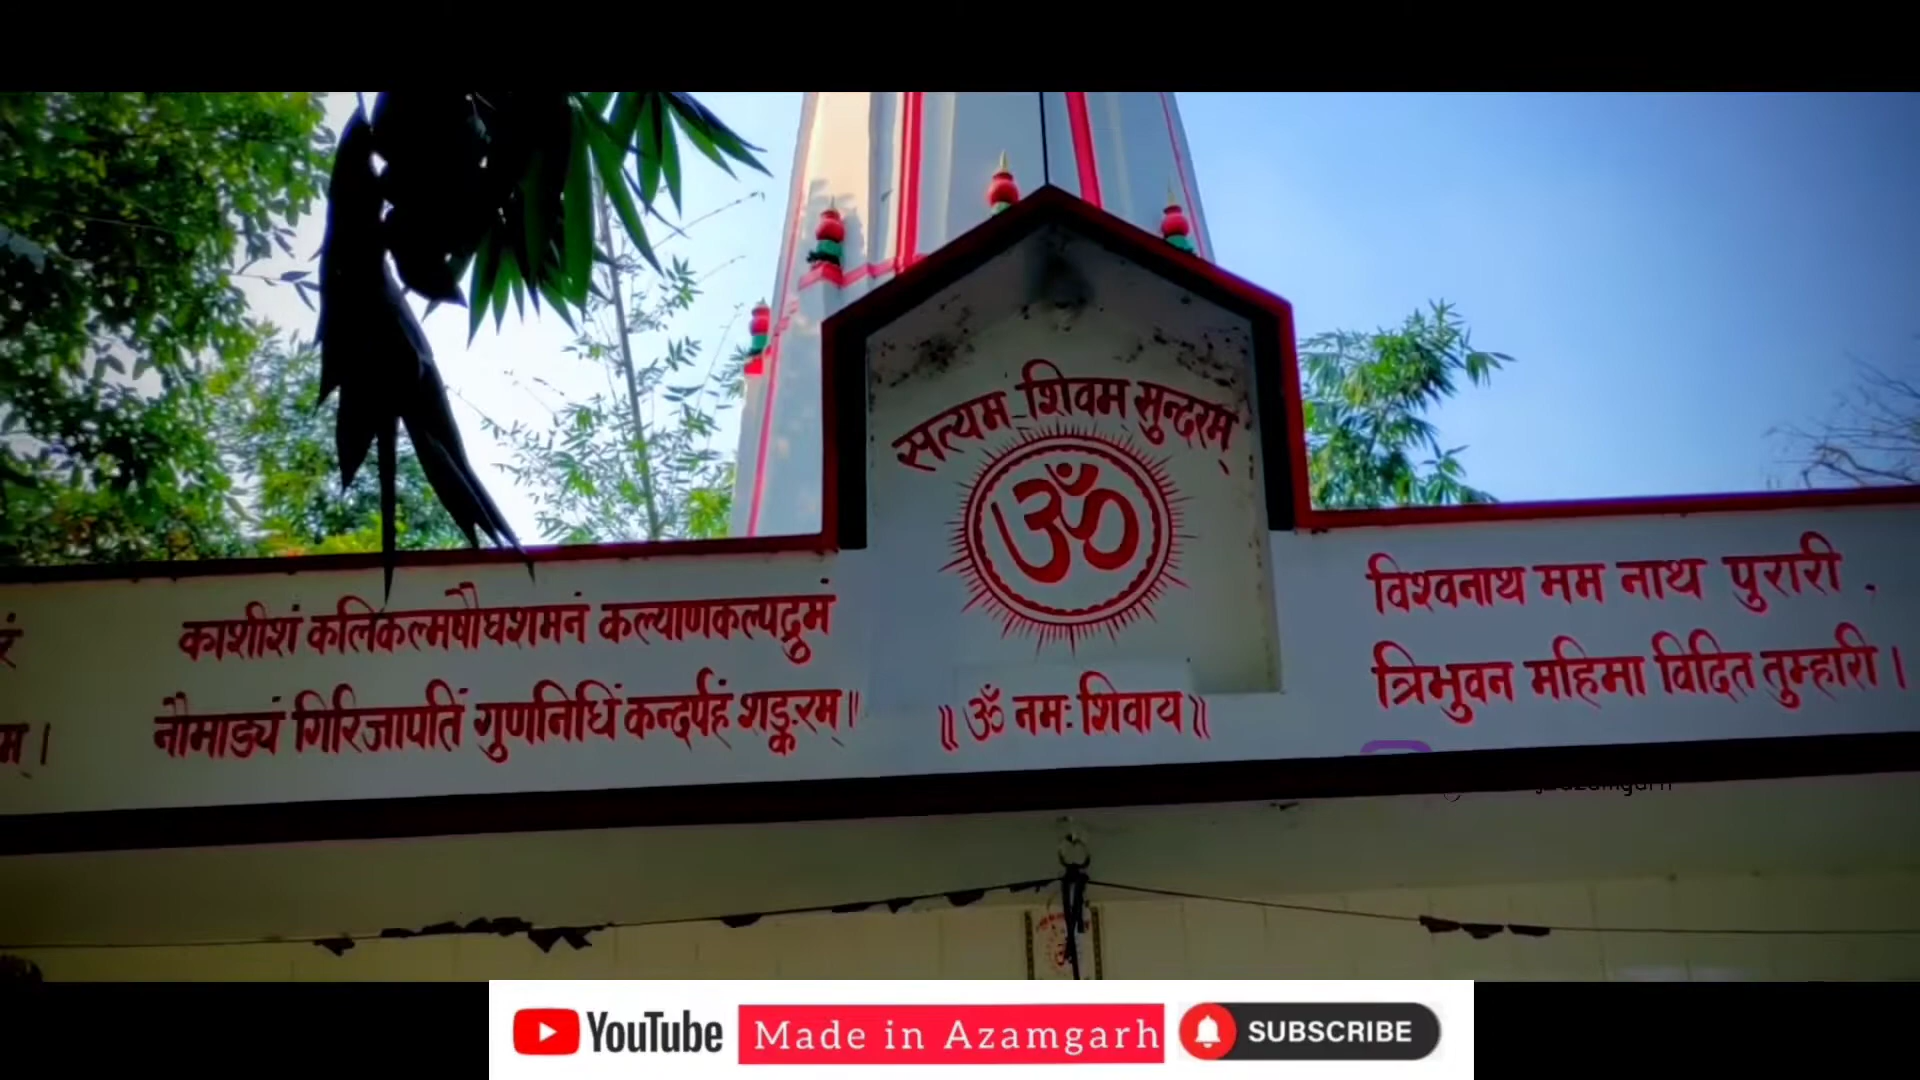 सत्यम् शिवम् सुन्दरम्
ॐ
रं
काशीशं कलिकल्मषौघशमनं कल्याणकल्पद्रुमं
विश्वनाथ मम नाथ पुरारी .
म् ।
नौमाड्यं गिरिजापतिं गुणनिधिं कन्दर्पहं शङ्करम् ॥
॥ ॐ नमः शिवाय ॥
त्रिभुवन महिमा विदित तुम्हारी ।
YouTube Made in Azamgarh SUBSCRIBE